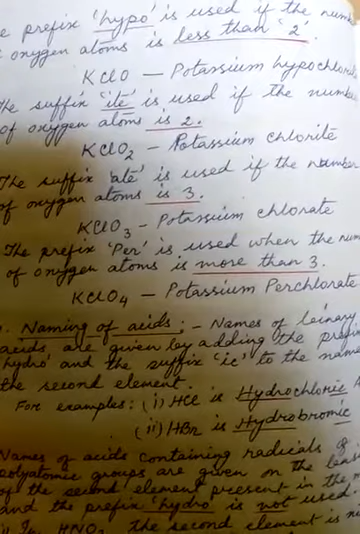 e prefix 'hypo' is used if the num
oxygen atoms is less than '2'.
KClO — Potassium hypochlori
he suffix 'ite' is used if the number
of oxygen atoms is 2.
KClO2 — Potassium chlorite
The suffix 'ate' is used if the number
of oxygen atoms is 3.
KClO3 - Potassium chlorate
The prefix 'Per' is used when the num
of oxygen atoms is more than 3.
KClO4 — Potassium Perchlorate
. Naming of acids : - Names of binary
acids are given by adding the prefi
'hydro' and the suffix 'ic' to the name
the second element.
For examples : (i) HCl is Hydrochloric
(ii) HBr is Hydrobromic
Names of acids containing radicals of
polyatomic groups are given on the basis
of the second element present in the
and the prefix 'hydro' is not used.
In HNO3 the second element is ni